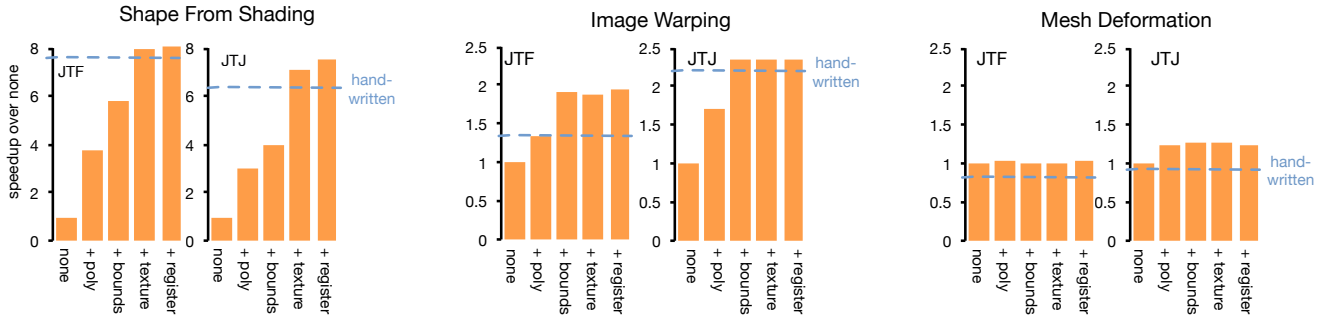 Shape From Shading
speedup over none
8
6
4
2
0
JTF
none
+ poly
+ bounds
+ texture
+ register
8
6
4
2
0
JTJ
none
+ poly
+ bounds
+ texture
+ register
hand-
written
Image Warping
2.5
2
1.5
1
0.5
0
JTF
none
+ poly
+ bounds
+ texture
+ register
2.5
2
1.5
1
0.5
0
JTJ
none
+ poly
+ bounds
+ texture
+ register
hand-
written
Mesh Deformation
2.5
2
1.5
1
0.5
0
JTF
none
+ poly
+ bounds
+ texture
+ register
2.5
2
1.5
1
0.5
0
JTJ
none
+ poly
+ bounds
+ texture
+ register
hand-
written